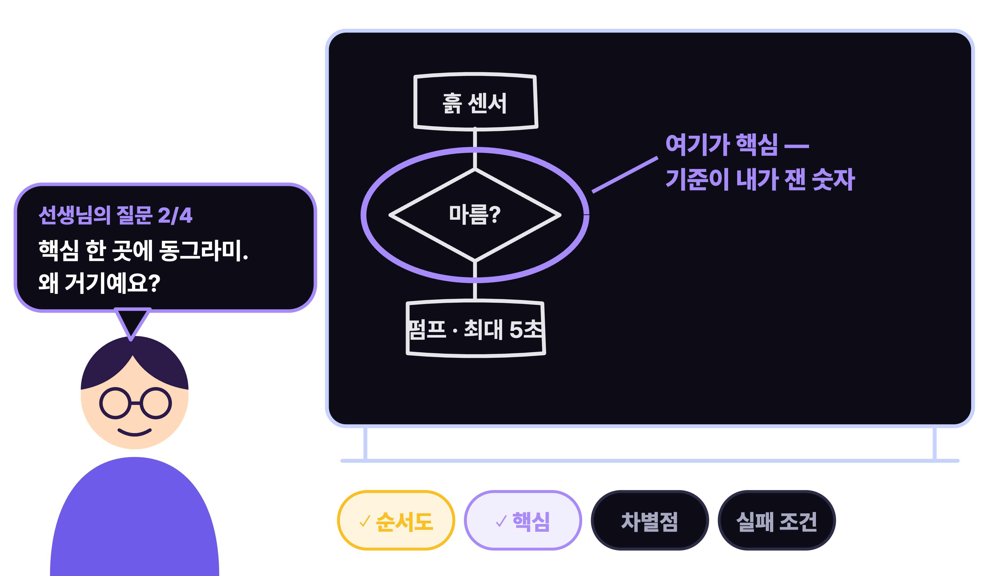 선생님의 질문 2/4
핵심 한 곳에 동그라미.
왜 거기예요?
흙 센서
마름?
펌프 · 최대 5초
여기가 핵심 —
기준이 내가 잰 숫자
✓ 순서도
✓ 핵심
차별점
실패 조건